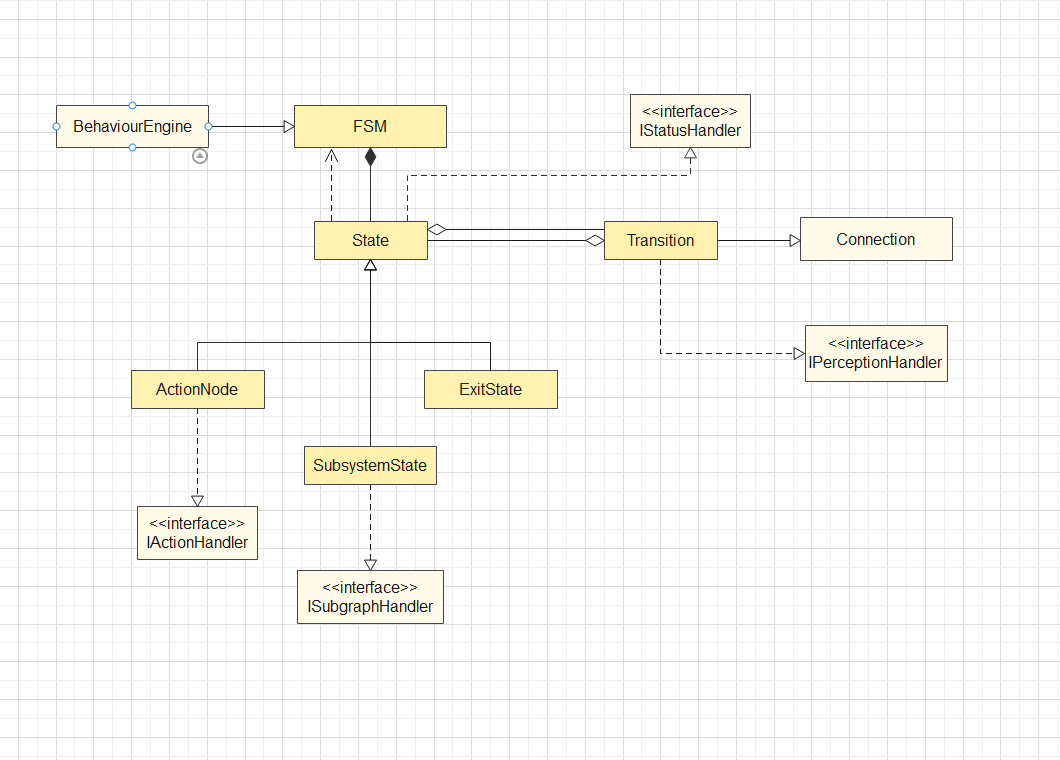 BehaviourEngine
FSM
<<interface>>
IStatusHandler
State
Transition
Connection
<<interface>>
IPerceptionHandler
ActionNode
ExitState
SubsystemState
<<interface>>
IActionHandler
<<interface>>
ISubgraphHandler